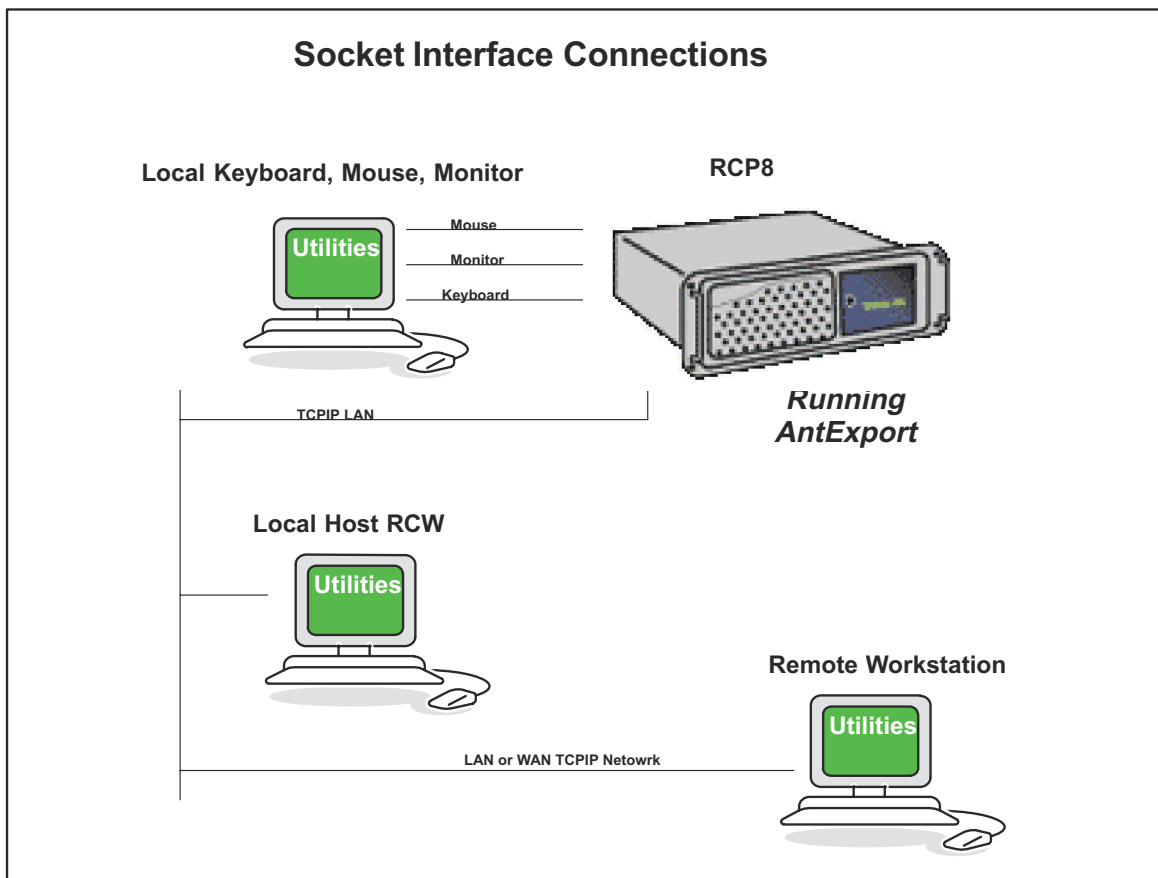 Socket Interface Connections
Local Keyboard, Mouse, Monitor
RCP8
Utilities
Mouse
Monitor
Keyboard
Running
AntExport
TCPIP LAN
Local Host RCW
Utilities
Remote Workstation
Utilities
LAN or WAN TCPIP Netowrk